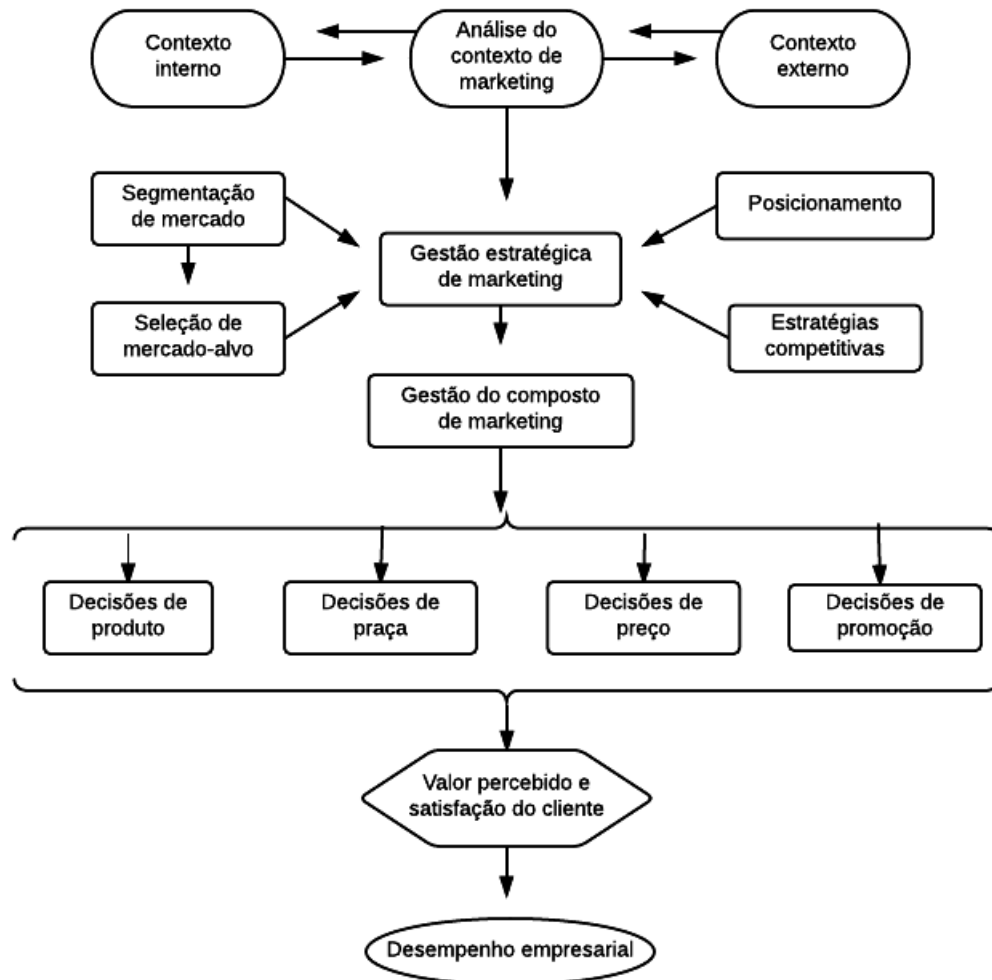 Contexto
interno
Análise do
contexto de
marketing
Contexto
externo
Segmentação
de mercado
Posicionamento
Gestão estratégica
de marketing
Seleção de
mercado-alvo
Estratégias
competitivas
Gestão do composto
de marketing
Decisões de
produto
Decisões de
praça
Decisões de
preço
Decisões de
promoção
Valor percebido e
satisfação do cliente
Desempenho empresarial